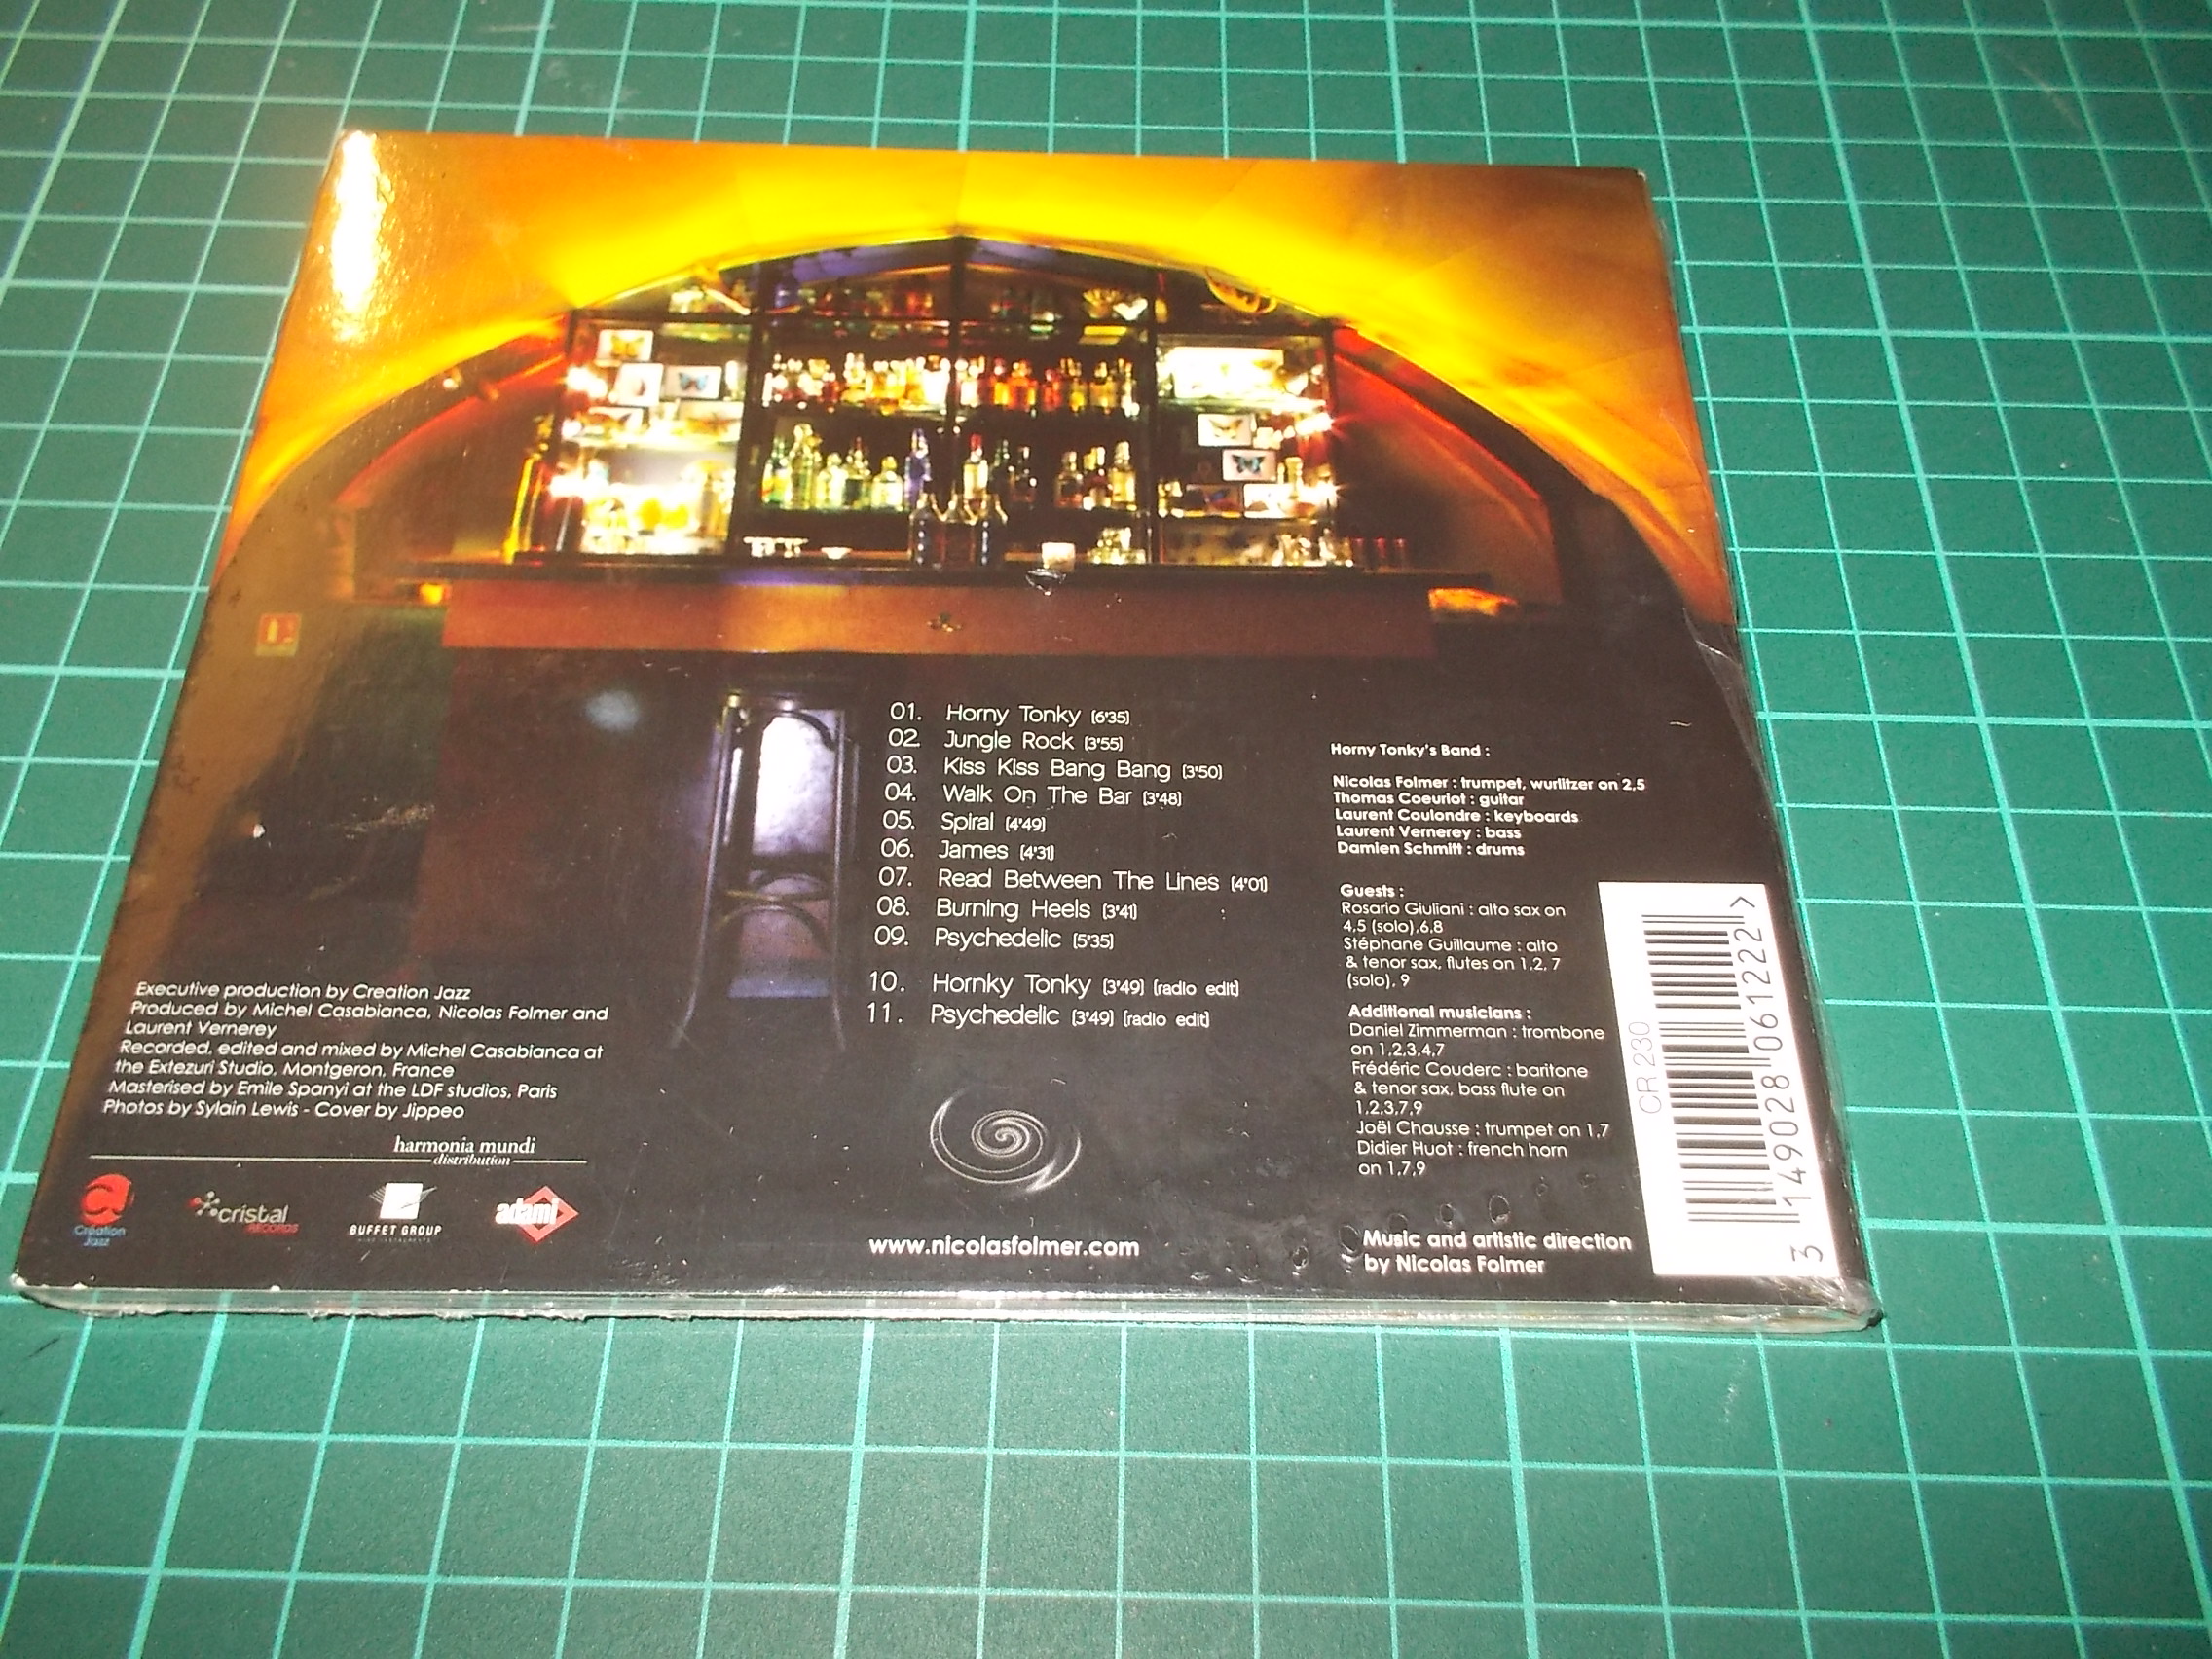 01. Horny Tonky (6'35)
02. Jungle Rock (3'55)
03. Kiss Kiss Bang Bang (3'50)
04. Walk On The Bar (3'48)
05. Spiral (4'49)
06. James (4'31)
07. Read Between The Lines (4'01)
08. Burning Heels (3'41)
09. Psychedelic (5'35)
10. Hornky Tonky (3'49) (radio edit)
11. Psychedelic (3'49) (radio edit)
Horny Tonky's Band :
Nicolas Folmer : trumpet, wurlitzer on 2,5
Thomas Coeuriot : guitar
Laurent Coulondre : keyboards
Laurent Vernerey : bass
Damien Schmitt : drums
Guests :
Rosario Giuliani : alto sax on
4,5 (solo),6,8
Stéphane Guillaume : alto
& tenor sax, flutes on 1,2, 7
(solo), 9
Additional musicians :
Daniel Zimmerman : trombone
on 1,2,3,4,7
Frédéric Couderc : baritone
& tenor sax, bass flute on
1,2,3,7,9
Joël Chausse : trumpet on 1,7
Didier Huot : french horn
on 1,7,9
Music and artistic direction
by Nicolas Folmer
Executive production by Creation Jazz
Produced by Michel Casabianca, Nicolas Folmer and
Laurent Vernerey
Recorded, edited and mixed by Michel Casabianca at
the Extezuri Studio, Montgeron, France
Masterised by Emile Spanyi at the LDF studios, Paris
Photos by Sylain Lewis - Cover by Jippeo
harmonia mundi
distribution
Création
Jazz
cristal
RECORDS
BUFFET GROUP
adami
www.nicolasfolmer.com
CR 230
3 149028 061222 >